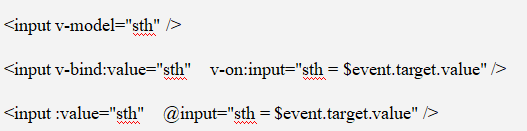 <input v-model="sth" />
<input v-bind:value="sth"    v-on:input="sth = $event.target.value" />
<input :value="sth"    @input="sth = $event.target.value" />